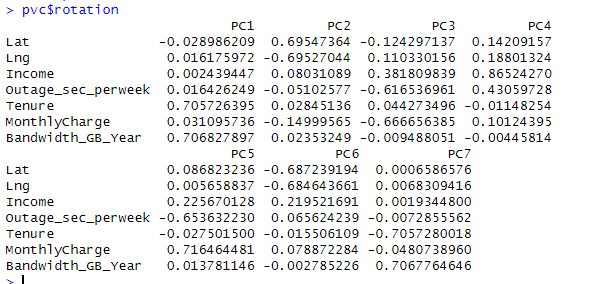 > pvc$rotation
                             PC1         PC2          PC3         PC4
Lat                 -0.028986209  0.69547364 -0.124297137  0.14209157
Lng                  0.016175972 -0.69527044  0.110330156  0.18801324
Income               0.002439447  0.08031089  0.381809839  0.86524270
Outage_sec_perweek   0.016426249 -0.05102577 -0.616536961  0.43059728
Tenure               0.705726395  0.02845136  0.044273496 -0.01148254
MonthlyCharge        0.031095736 -0.14999565 -0.666656385  0.10124395
Bandwidth_GB_Year    0.706827897  0.02353249 -0.009488051 -0.00445814
                             PC5          PC6           PC7
Lat                  0.086823236 -0.687239194  0.0006586576
Lng                  0.005658837 -0.684643661  0.0068309416
Income               0.225670128  0.219521691  0.0019344800
Outage_sec_perweek  -0.653632230  0.065624239 -0.0072855562
Tenure              -0.027501500 -0.015506109 -0.7057280018
MonthlyCharge        0.716464481  0.078872284 -0.0480738960
Bandwidth_GB_Year    0.013781146 -0.002785226  0.7067764646
>